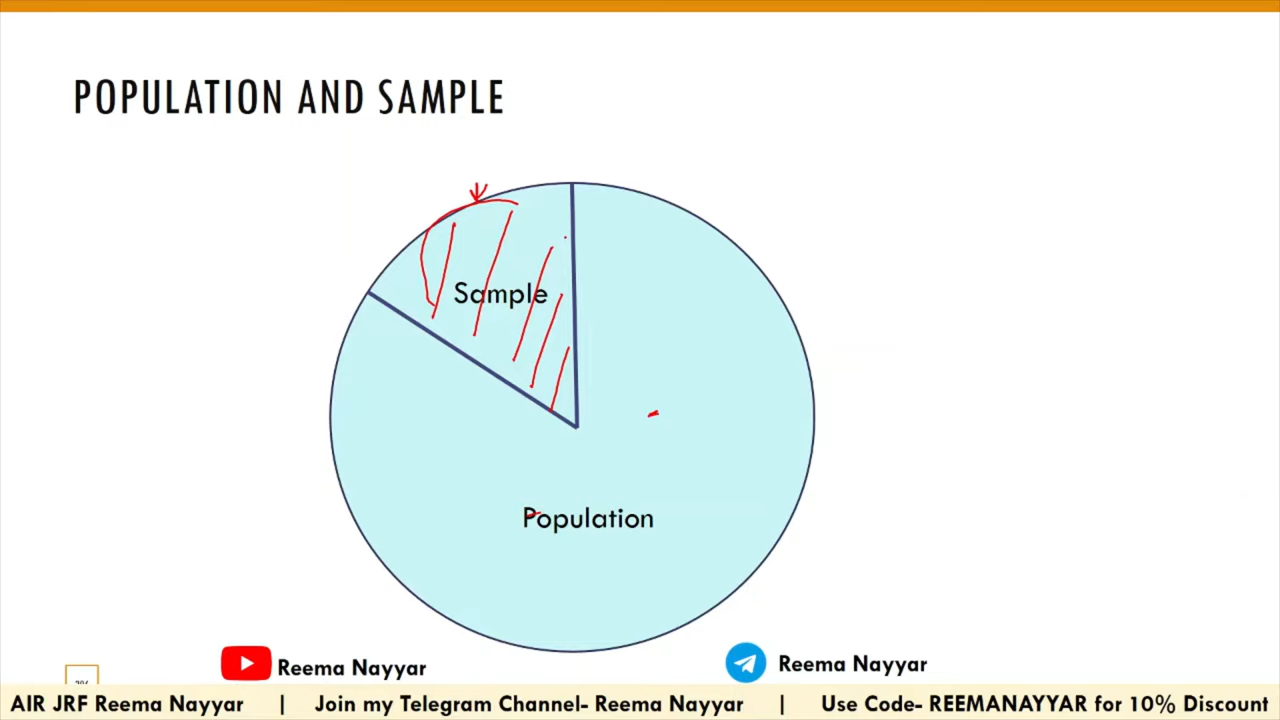 POPULATION AND SAMPLE
Sample
Population
Reema Nayyar
Reema Nayyar
AIR JRF Reema Nayyar | Join my Telegram Channel- Reema Nayyar | Use Code- REEMANAYYAR for 10% Discount